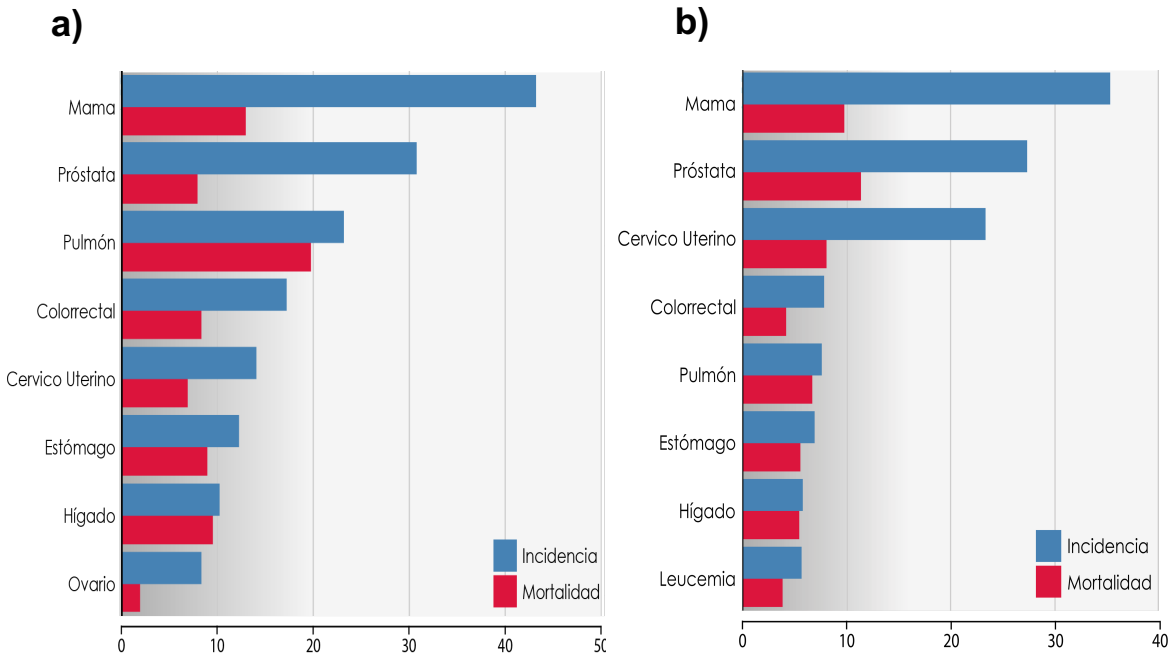 a)
Mama
Próstata
Pulmón
Colorrectal
Cervico Uterino
Estómago
Hígado
Ovario
Incidencia
Mortalidad
0 10 20 30 40 50
b)
Mama
Próstata
Cervico Uterino
Colorrectal
Pulmón
Estómago
Hígado
Leucemia
Incidencia
Mortalidad
0 10 20 30 40